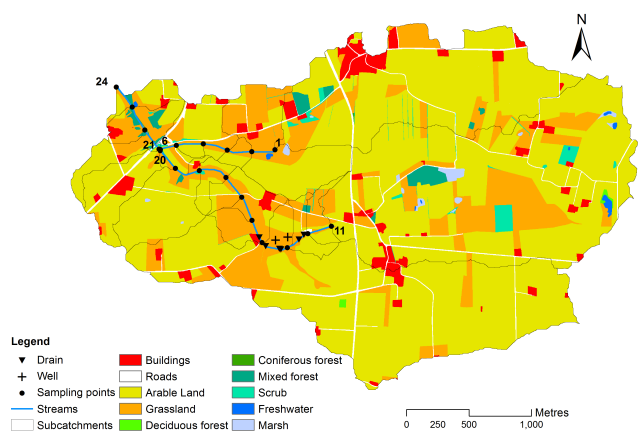 N
24
21
6
20
1
11
Legend
Drain
Well
Sampling points
Streams
Subcatchments
Buildings
Roads
Arable Land
Grassland
Deciduous forest
Coniferous forest
Mixed forest
Scrub
Freshwater
Marsh
Metres
0 250 500 1,000